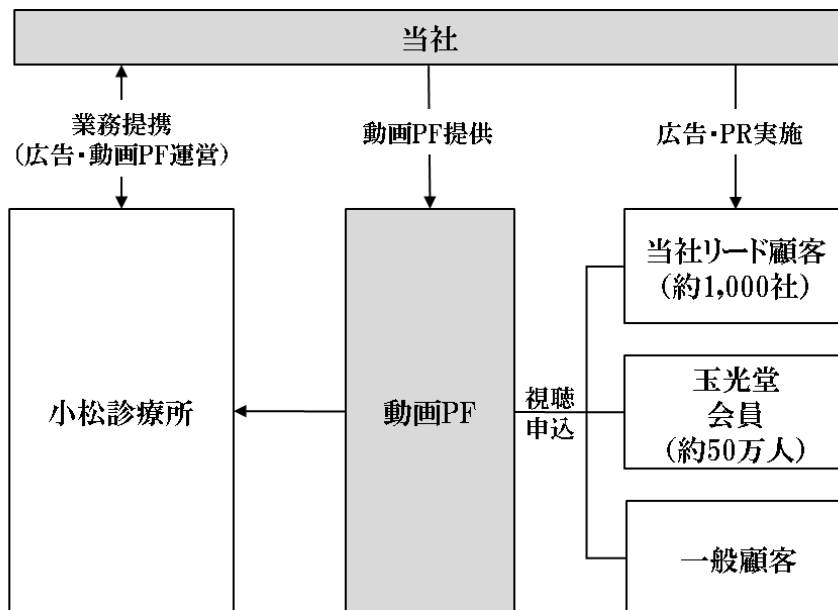 当社
業務提携
(広告・動画PF運営)
動画PF提供
広告・PR実施
小松診療所
動画PF
視聴
申込
当社リード顧客
(約1,000社)
玉光堂
会員
(約50万人)
一般顧客